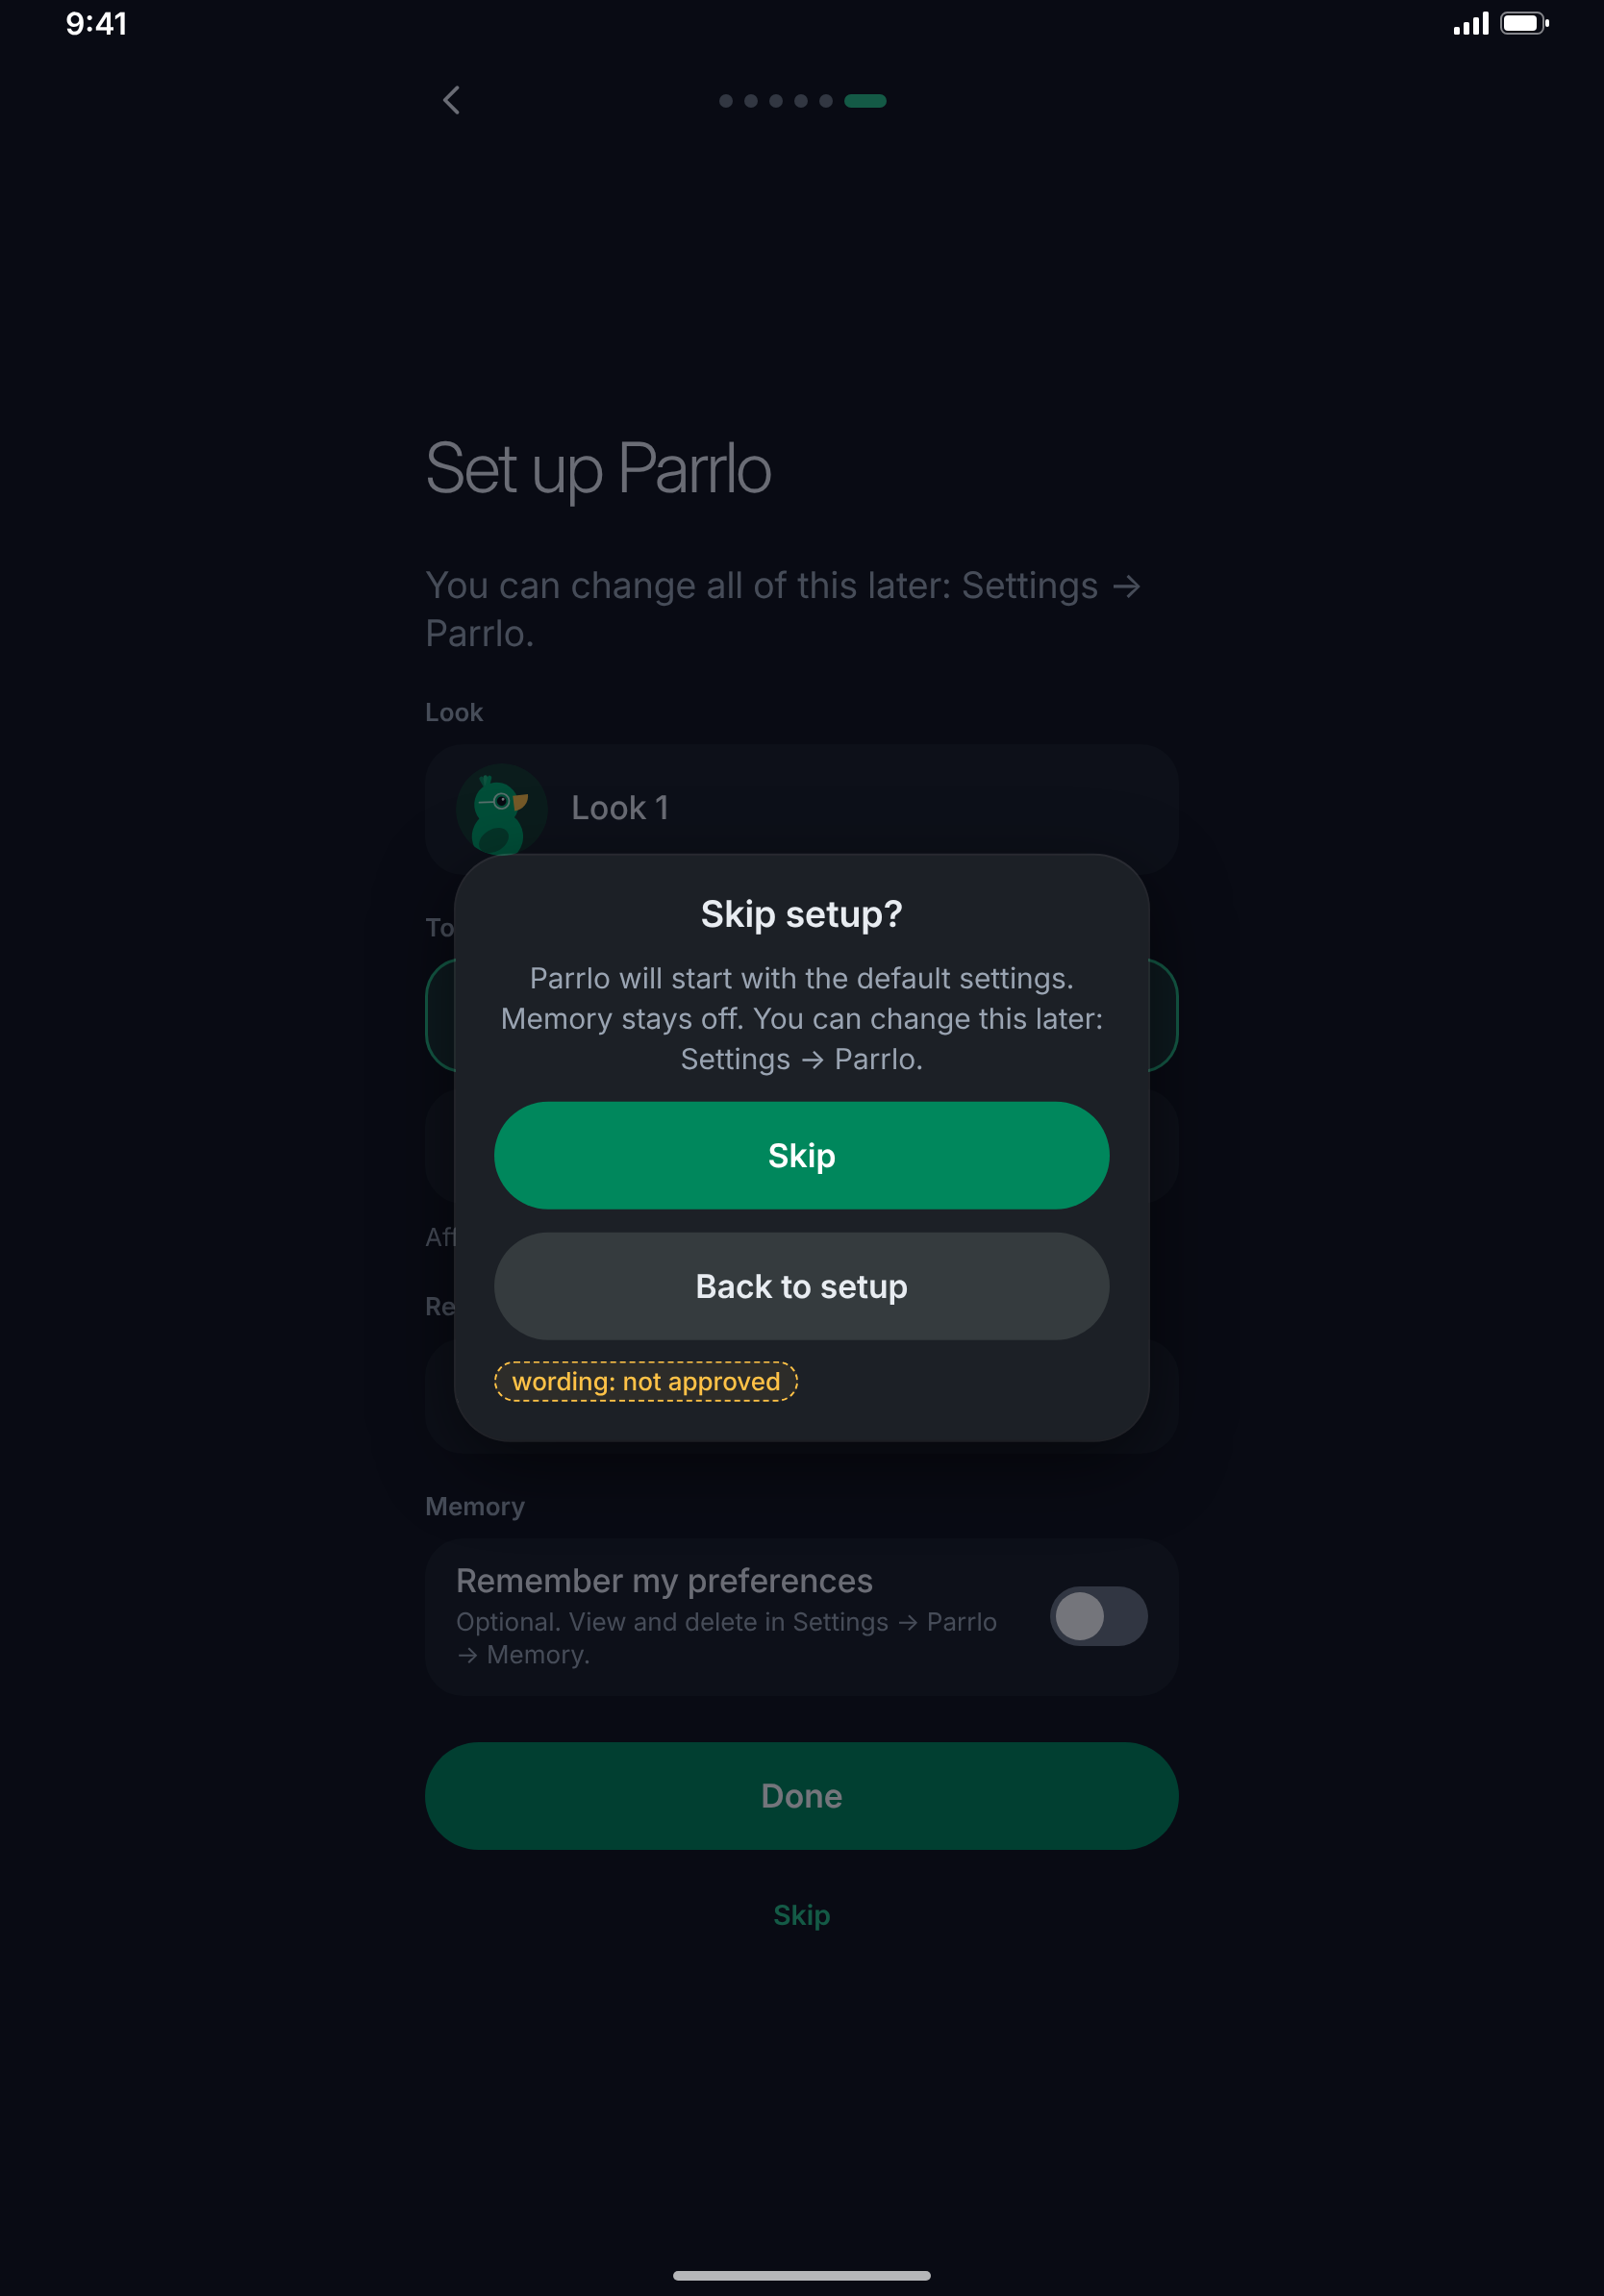 9:41
Set up Parrlo
You can change all of this later: Settings →
Parrlo.
Look
Look 1
Skip setup?
Parrlo will start with the default settings.
Memory stays off. You can change this later:
Settings → Parrlo.
Skip
Back to setup
wording: not approved
Memory
Remember my preferences
Optional. View and delete in Settings → Parrlo
→ Memory.
Done
Skip